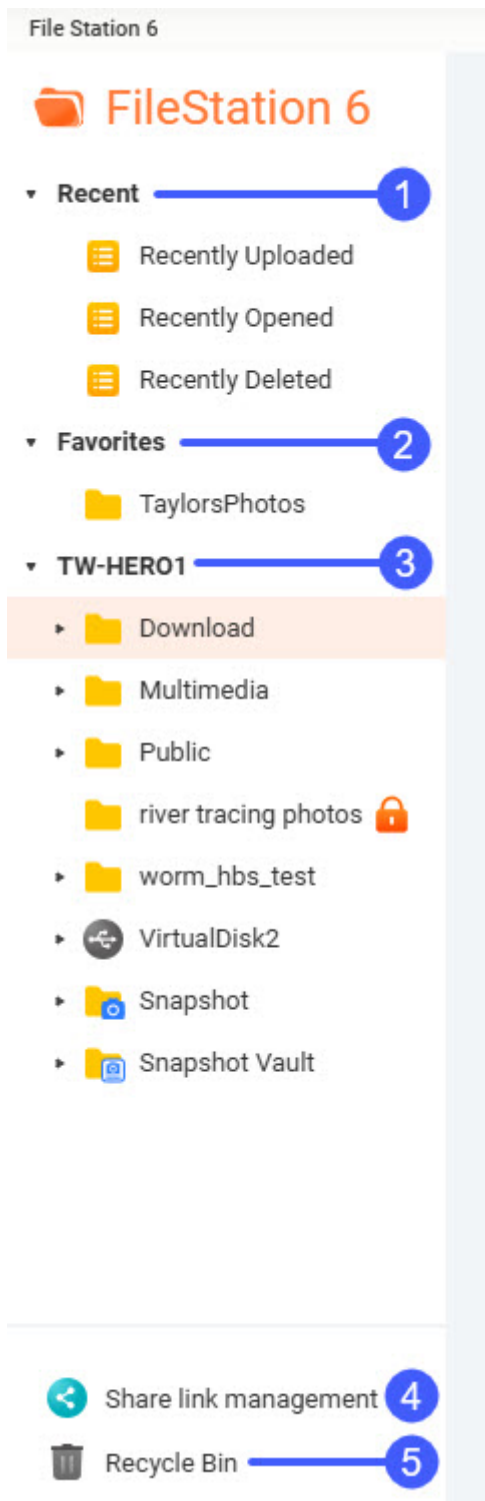 File Station 6
FileStation 6
Recent 1
Recently Uploaded
Recently Opened
Recently Deleted
Favorites 2
TaylorsPhotos
TW-HERO1 3
Download
Multimedia
Public
river tracing photos
worm_hbs_test
VirtualDisk2
Snapshot
Snapshot Vault
Share link management 4
Recycle Bin 5